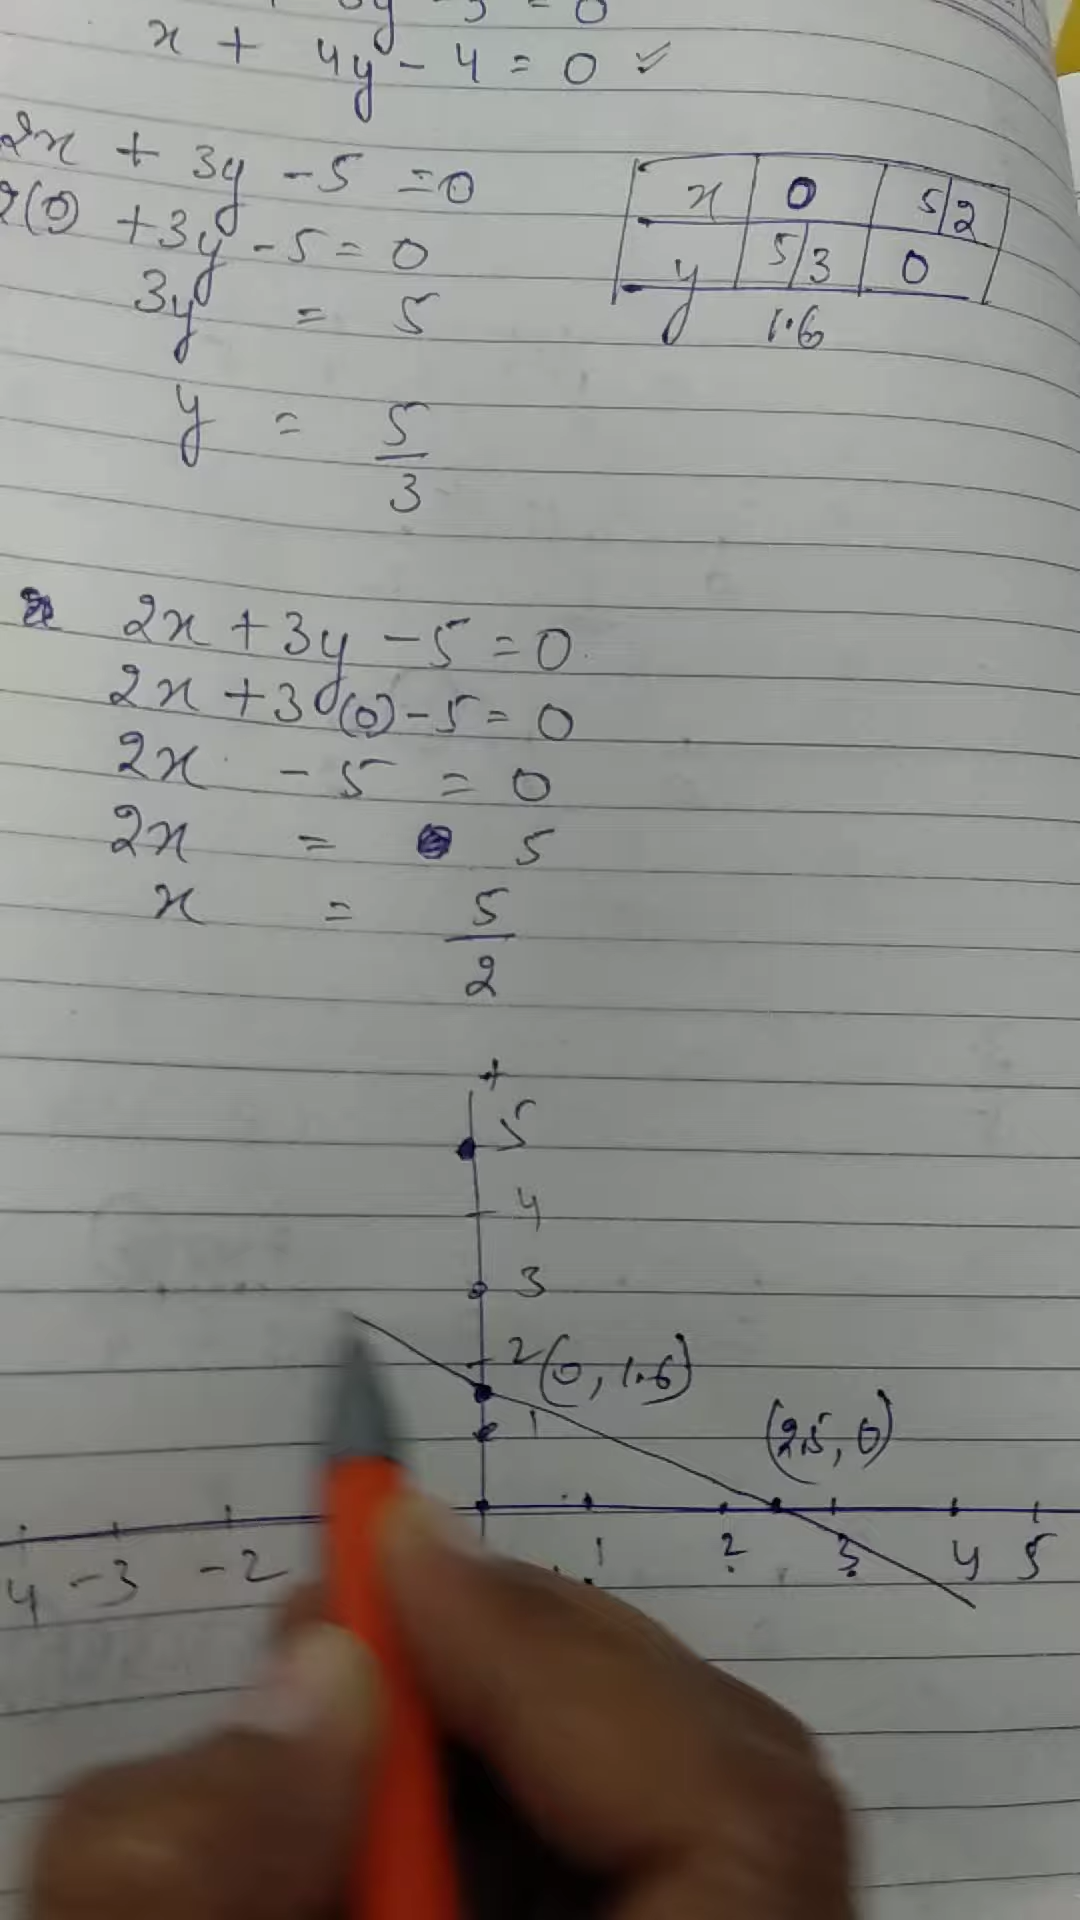 y - 5 = 0
x + 4y - 4 = 0 ✓
2x + 3y - 5 = 0
2(0) + 3y - 5 = 0
3y = 5
y = 5/3
x 0 5/2
y 5/3 0
1.6
2x + 3y - 5 = 0
2x + 3(0) - 5 = 0
2x - 5 = 0
2x = 5
x = 5/2
5
4
3
2 (0, 1.6)
1 (2.5, 0)
4 -3 -2 1 2 3 4 5